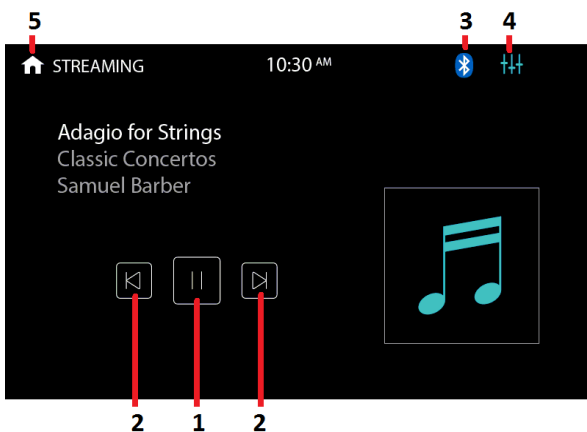 5 3 4
STREAMING 10:30 AM
Adagio for Strings
Classic Concertos
Samuel Barber
2 1 2